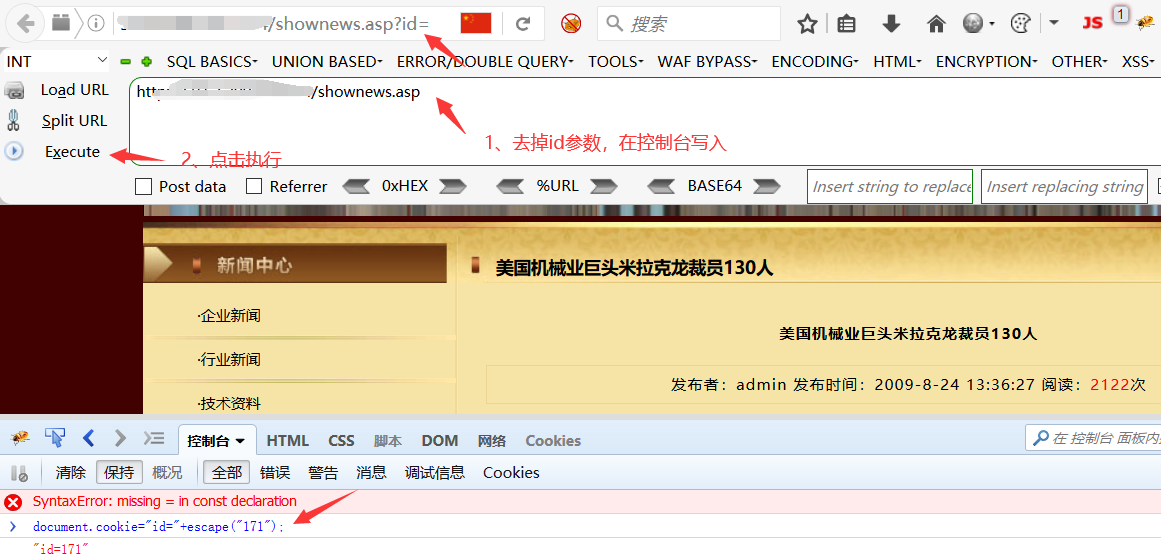 /shownews.asp?id=
搜索
JS
1
INT
SQL BASICS
UNION BASED
ERROR/DOUBLE QUERY
TOOLS
WAF BYPASS
ENCODING
HTML
ENCRYPTION
OTHER
XSS
Load URL
http
/shownews.asp
Split URL
1、去掉id参数，在控制台写入
Execute
2、点击执行
Post data
Referrer
0xHEX
%URL
BASE64
Insert string to replace
Insert replacing string
新闻中心
美国机械业巨头米拉克龙裁员130人
·企业新闻
美国机械业巨头米拉克龙裁员130人
·行业新闻
发布者：admin 发布时间：2009-8-24 13:36:27 阅读：2122次
·技术资料
控制台
HTML
CSS
脚本
DOM
网络
Cookies
在 控制台 面板内
清除
保持
概况
全部
错误
警告
消息
调试信息
Cookies
SyntaxError: missing = in const declaration
document.cookie="id="+escape("171");
"id=171"